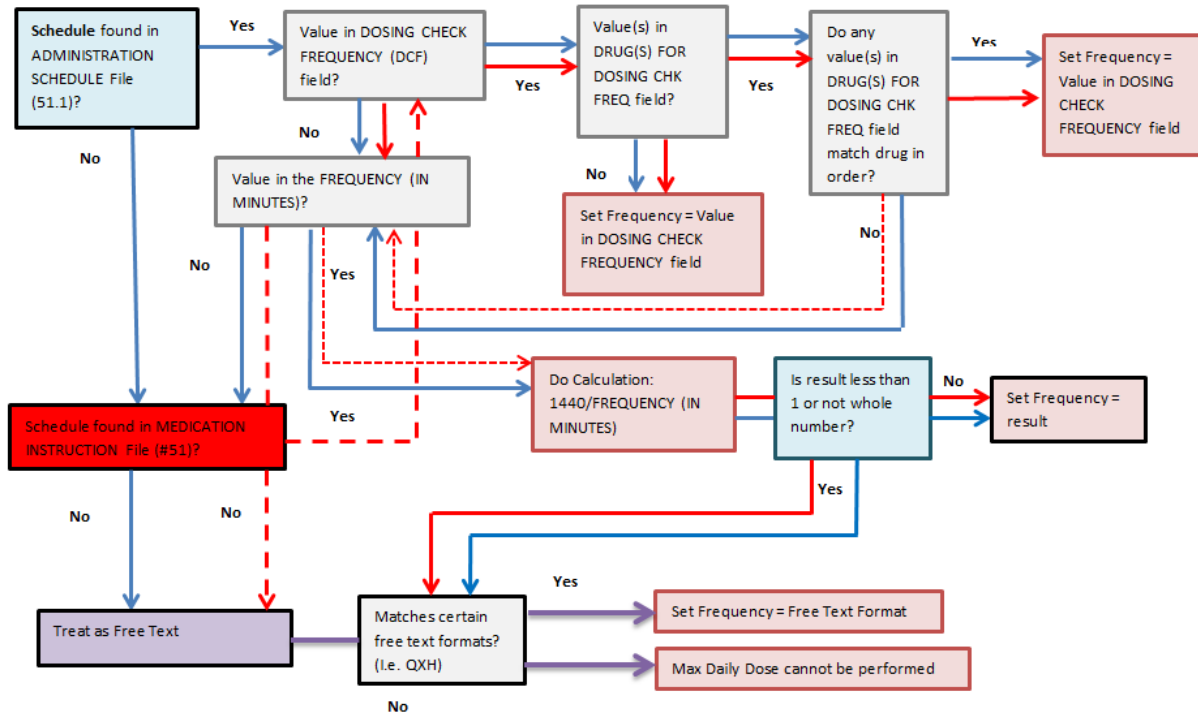 Schedule found in
ADMINISTRATION
SCHEDULE File
(51.1)?
Yes
Value in DOSING CHECK
FREQUENCY (DCF)
field?
Yes
Value(s) in
DRUG(S) FOR
DOSING CHK
FREQ field?
Yes
Do any
value(s) in
DRUG(S) FOR
DOSING CHK
FREQ field
match drug in
order?
Yes
Set Frequency =
Value in DOSING
CHECK
FREQUENCY field
No
No
Value in the FREQUENCY (IN
MINUTES)?
No
Set Frequency = Value
in DOSING CHECK
FREQUENCY field
No
No
Yes
Do Calculation:
1440/FREQUENCY (IN
MINUTES)
Is result less than
1 or not whole
number?
No
Set Frequency =
result
Schedule found in MEDICATION
INSTRUCTION File (#51)?
Yes
Yes
No
No
Treat as Free Text
Matches certain
free text formats?
(I.e. QXH)
Yes
Set Frequency = Free Text Format
Max Daily Dose cannot be performed
No